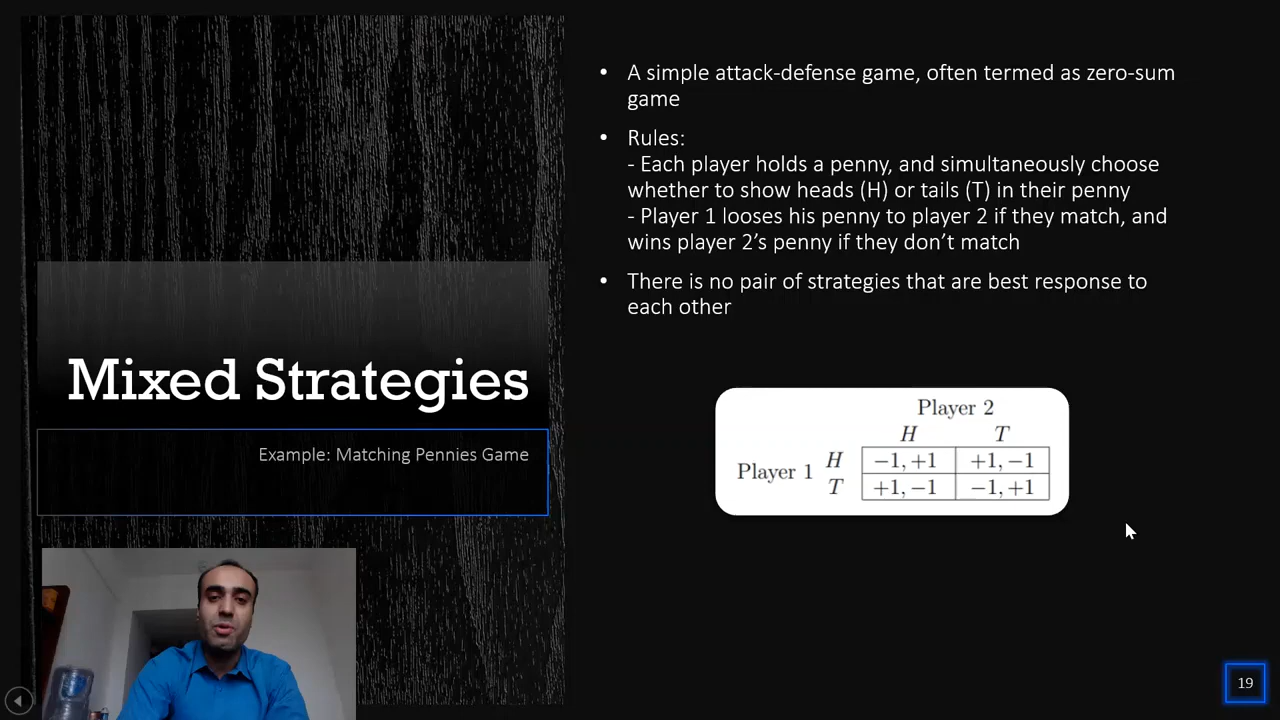 • A simple attack-defense game, often termed as zero-sum
game
• Rules:
- Each player holds a penny, and simultaneously choose
whether to show heads (H) or tails (T) in their penny
- Player 1 looses his penny to player 2 if they match, and
wins player 2’s penny if they don’t match
• There is no pair of strategies that are best response to
each other
Mixed Strategies
Example: Matching Pennies Game
Player 2
H T
Player 1 H −1, +1 +1, −1
T +1, −1 −1, +1
19